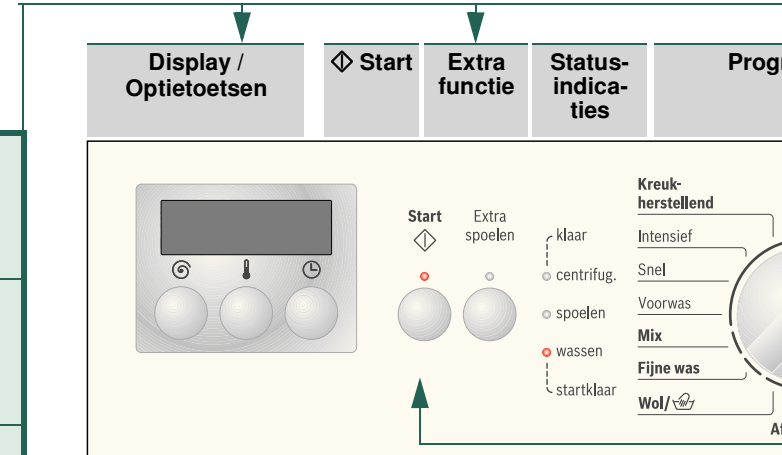 Display /
Optietoetsen
Start
Extra
functie
Status-
indica-
ties
Start
Extra
spoelen
klaar
centrifug.
spoelen
wassen
startklaar
Kreuk-
herstellend
Intensief
Snel
Voorwas
Mix
Fijne was
Wol/